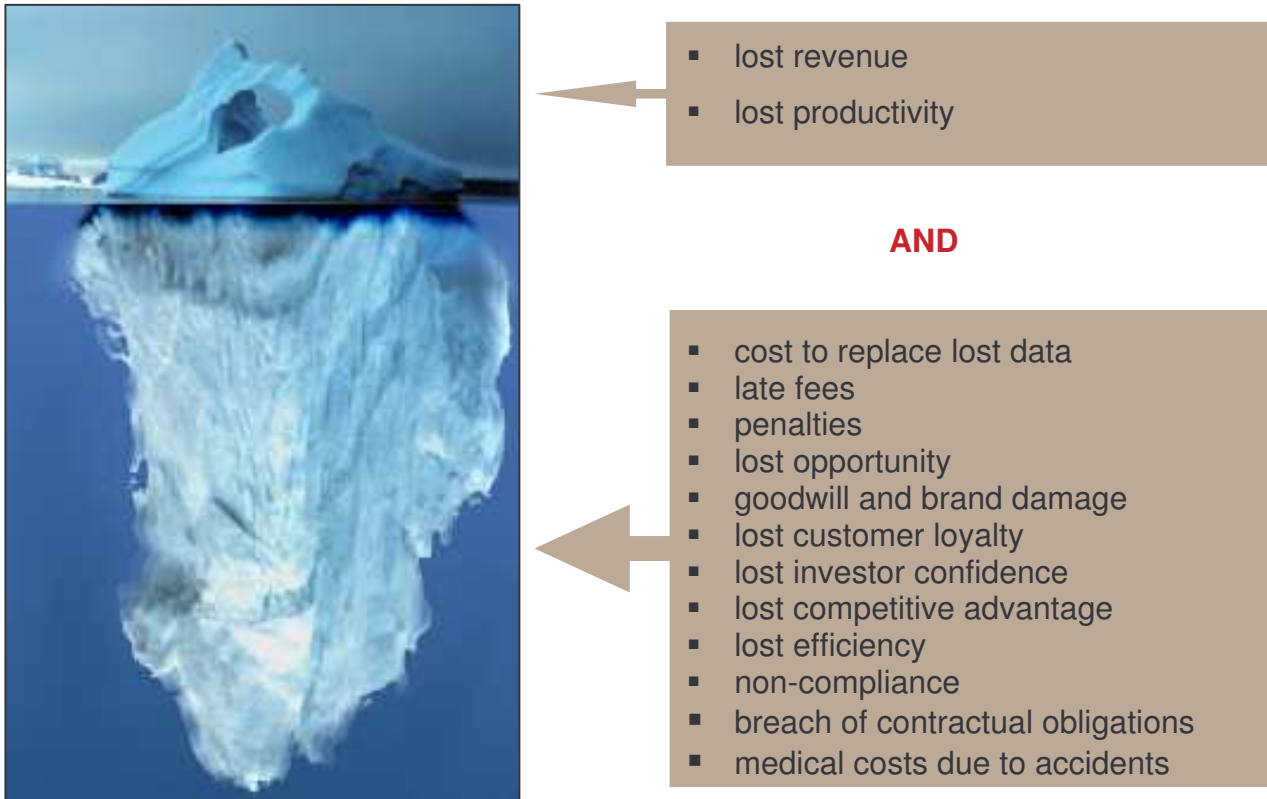 ▪ lost revenue
▪ lost productivity
AND
▪ cost to replace lost data
▪ late fees
▪ penalties
▪ lost opportunity
▪ goodwill and brand damage
▪ lost customer loyalty
▪ lost investor confidence
▪ lost competitive advantage
▪ lost efficiency
▪ non-compliance
▪ breach of contractual obligations
▪ medical costs due to accidents